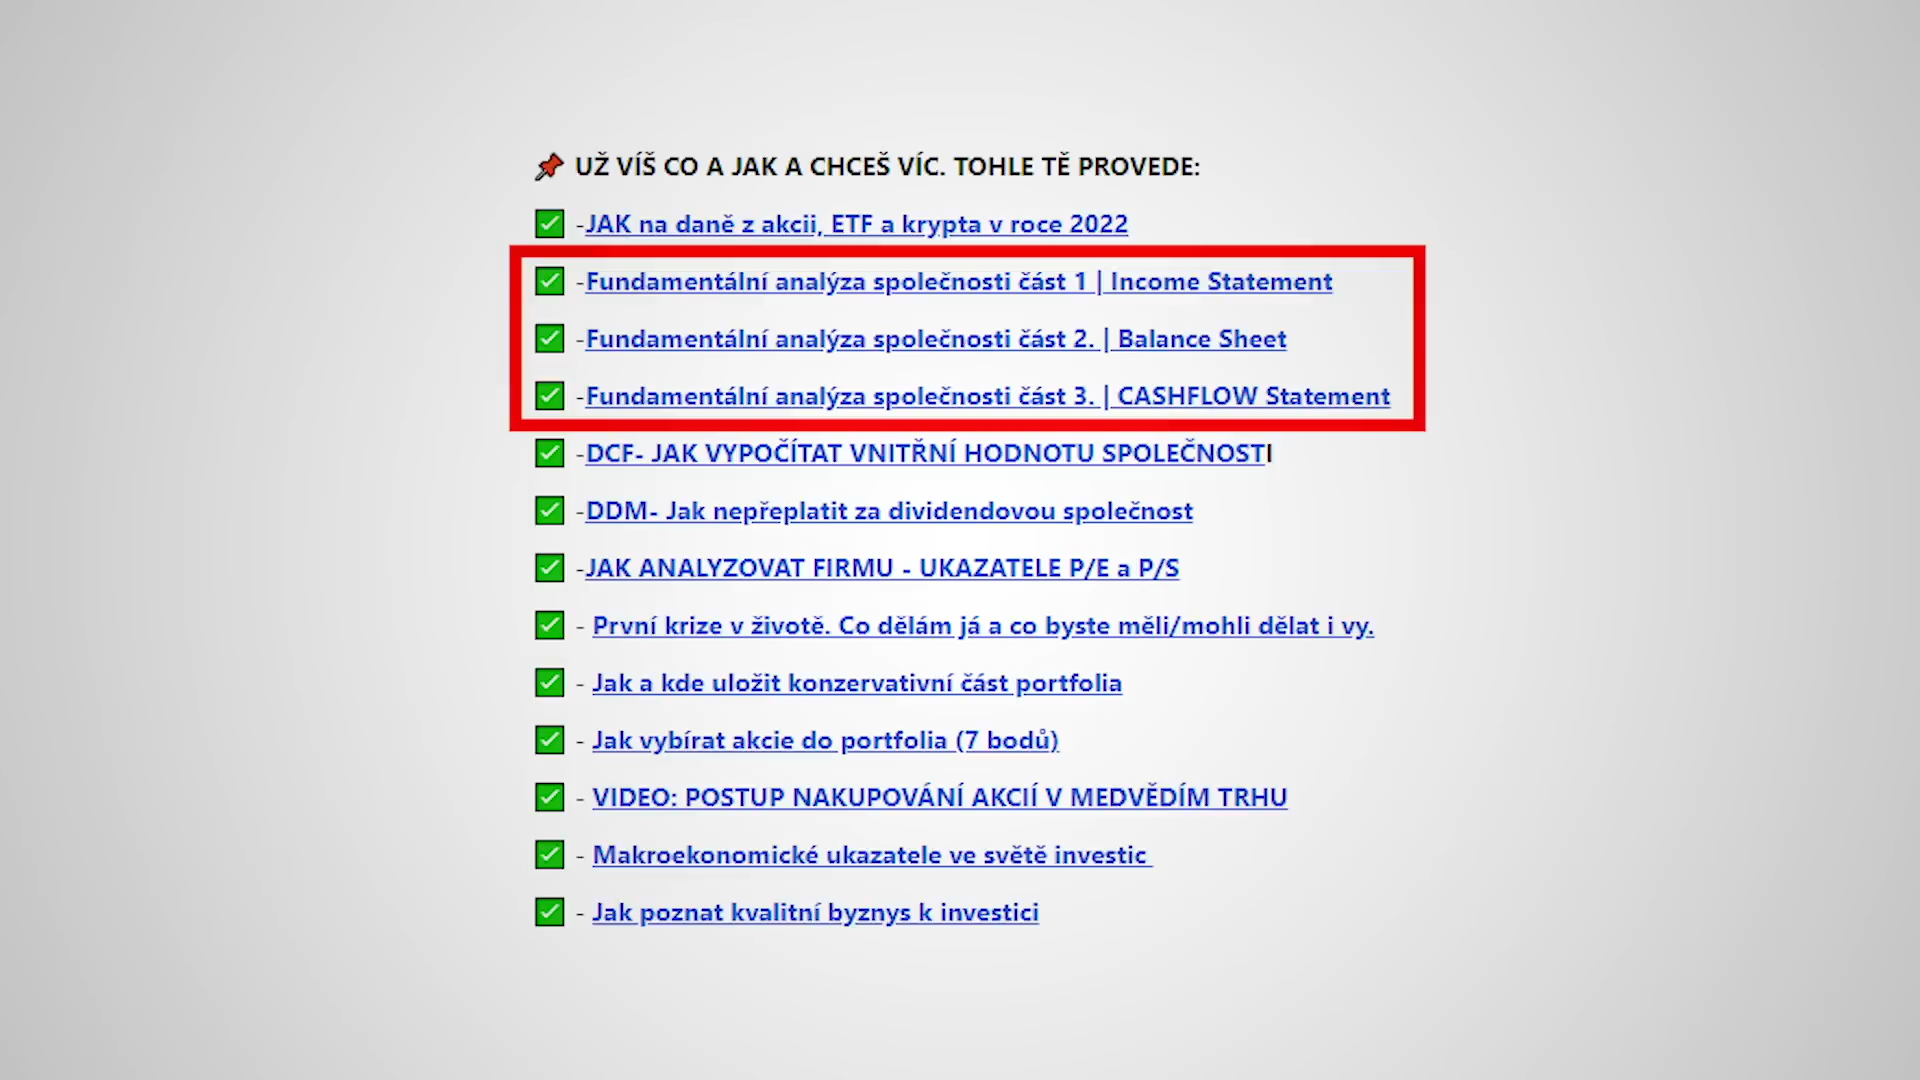 📌 UŽ VÍŠ CO A JAK A CHCEŠ VÍC. TOHLE TĚ PROVEDE:
✅ -JAK na daně z akcii, ETF a krypta v roce 2022
✅ -Fundamentální analýza společnosti část 1 | Income Statement
✅ -Fundamentální analýza společnosti část 2. | Balance Sheet
✅ -Fundamentální analýza společnosti část 3. | CASHFLOW Statement
✅ -DCF- JAK VYPOČÍTAT VNITŘNÍ HODNOTU SPOLEČNOSTI
✅ -DDM- Jak nepřeplatit za dividendovou společnost
✅ -JAK ANALYZOVAT FIRMU - UKAZATELE P/E a P/S
✅ - První krize v životě. Co dělám já a co byste měli/mohli dělat i vy.
✅ - Jak a kde uložit konzervativní část portfolia
✅ - Jak vybírat akcie do portfolia (7 bodů)
✅ - VIDEO: POSTUP NAKUPOVÁNÍ AKCIÍ V MEDVĚDÍM TRHU
✅ - Makroekonomické ukazatele ve světě investic
✅ - Jak poznat kvalitní byznys k investici